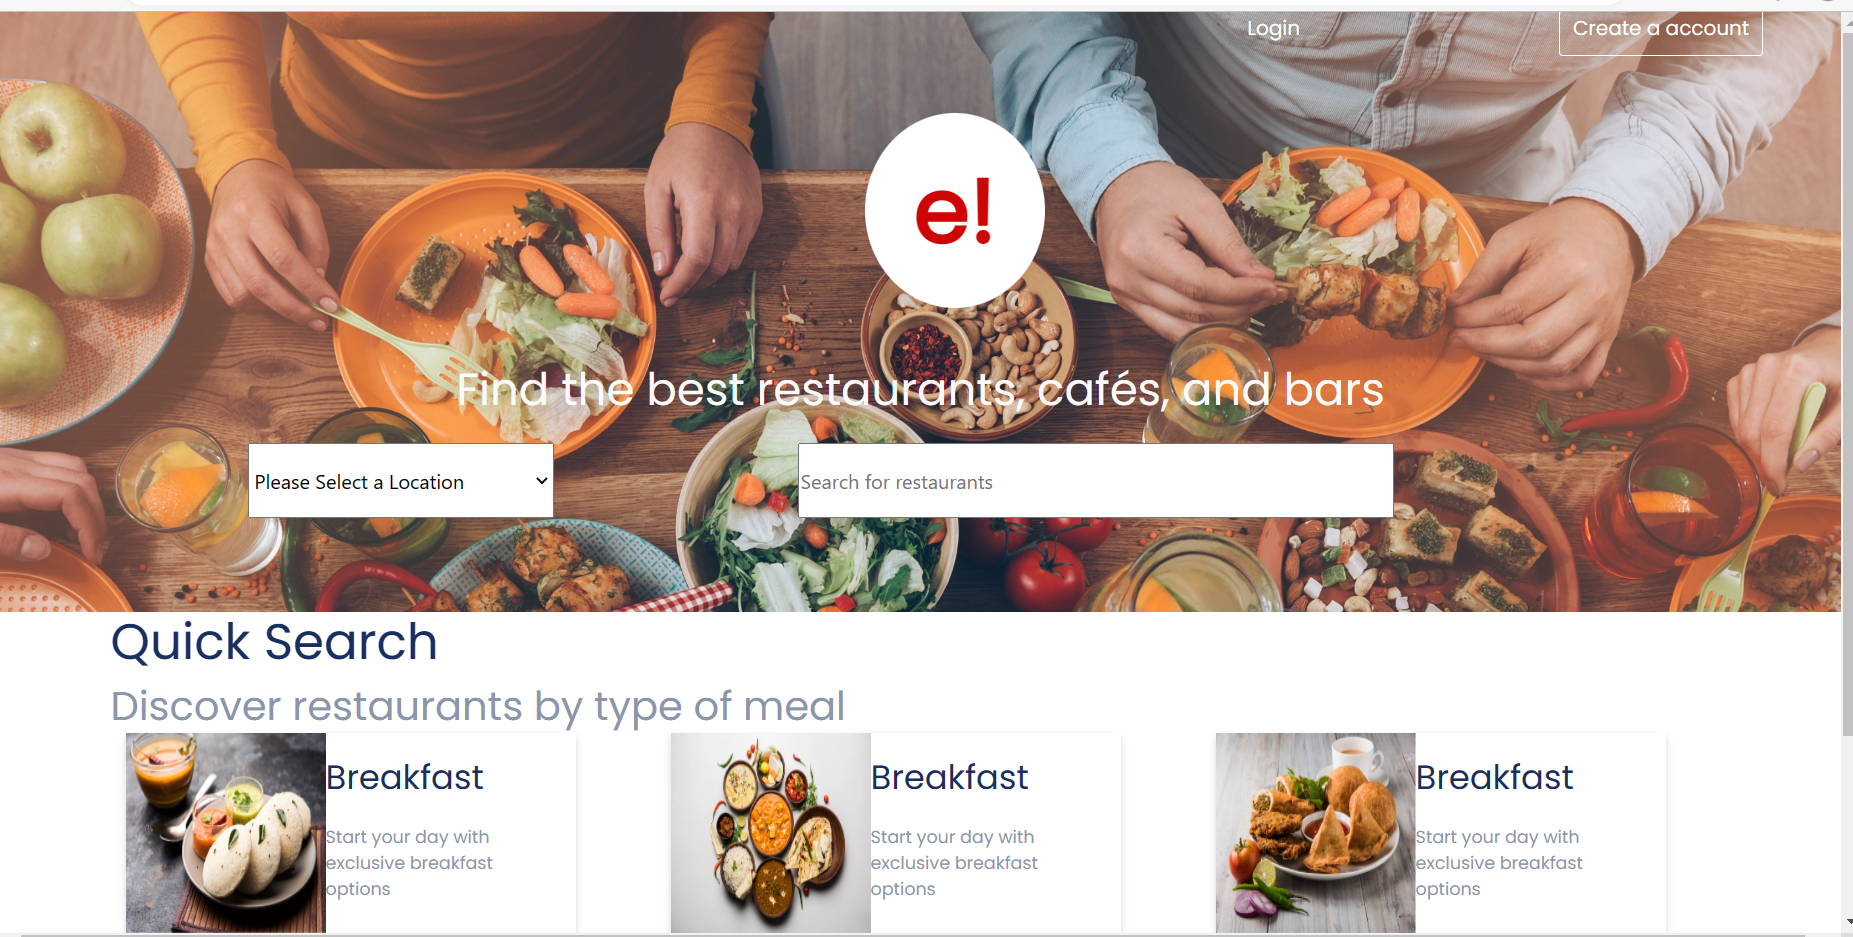 Login
Create a account
e!
Find the best restaurants, cafés, and bars
Please Select a Location
Search for restaurants
Quick Search
Discover restaurants by type of meal
Breakfast
Start your day with
exclusive breakfast
options
Breakfast
Start your day with
exclusive breakfast
options
Breakfast
Start your day with
exclusive breakfast
options